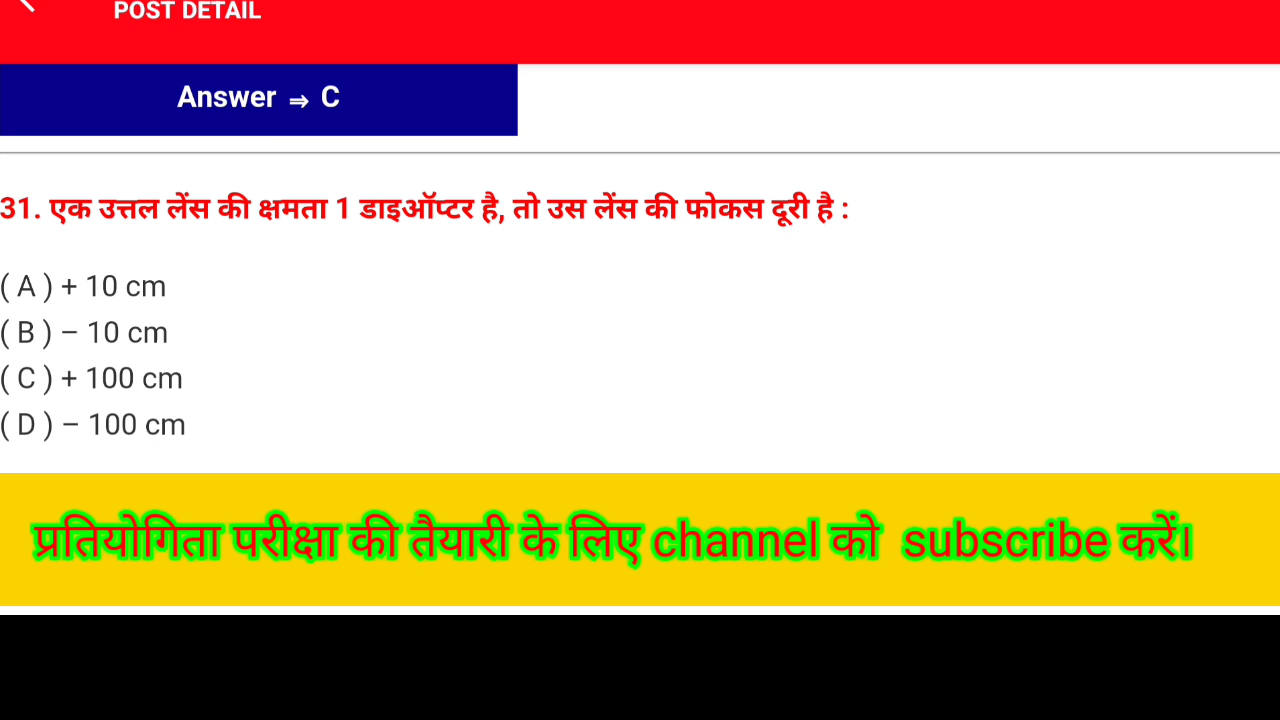 POST DETAIL
Answer ⇒ C
31. एक उत्तल लेंस की क्षमता 1 डाइऑप्टर है, तो उस लेंस की फोकस दूरी है :
( A ) + 10 cm
( B ) – 10 cm
( C ) + 100 cm
( D ) – 100 cm
प्रतियोगिता परीक्षा की तैयारी के लिए channel को subscribe करें।